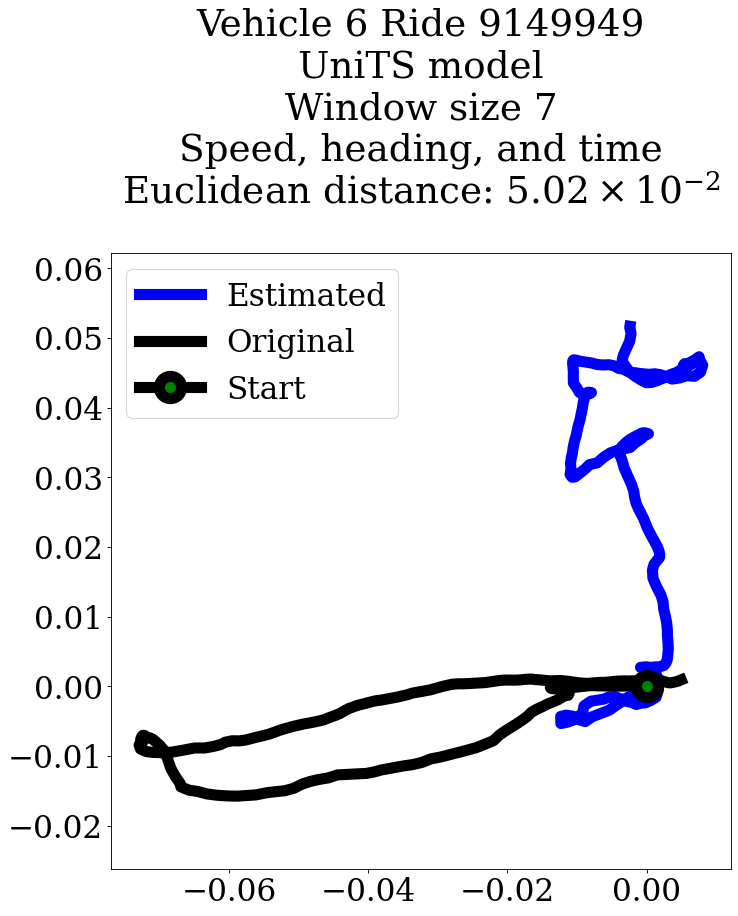 Vehicle 6 Ride 9149949
UniTS model
Window size 7
Speed, heading, and time
Euclidean distance: 5.02 × 10⁻²
0.06
0.05
0.04
0.03
0.02
0.01
0.00
−0.01
−0.02
Estimated
Original
Start
−0.06 −0.04 −0.02 0.00